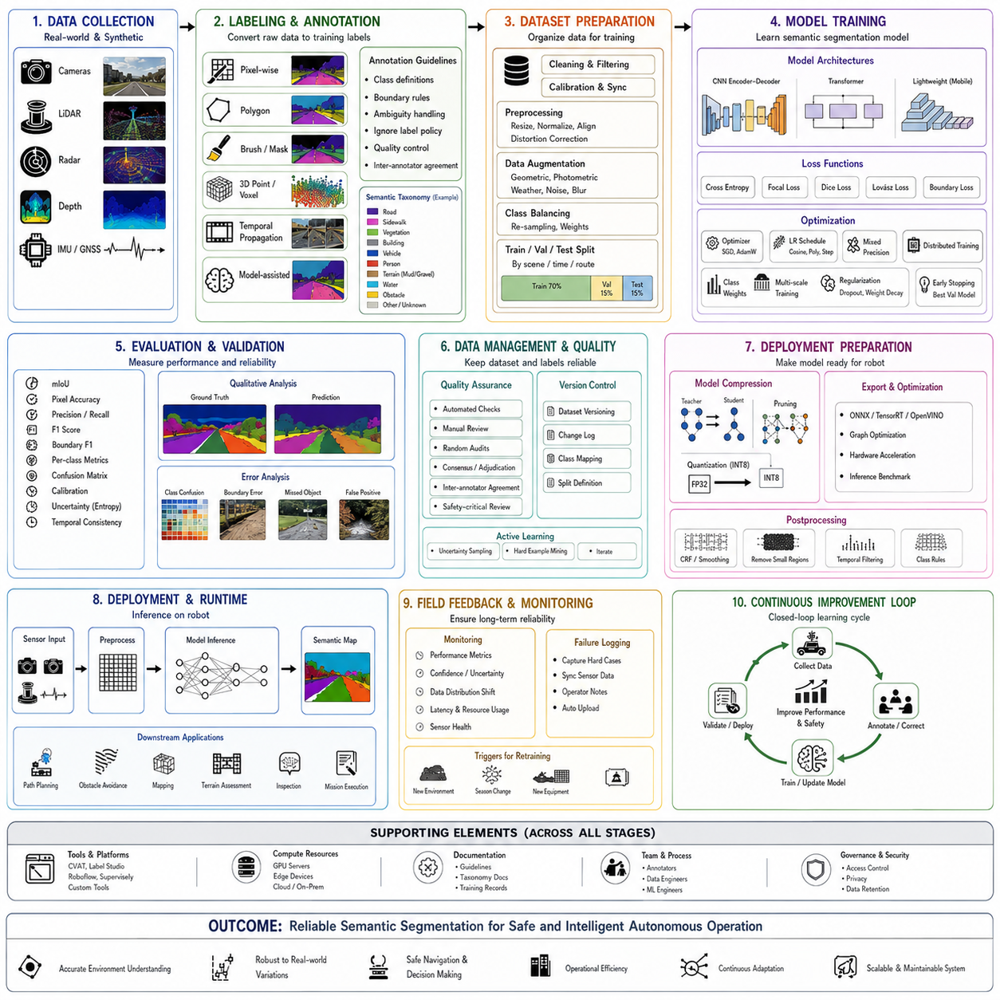 1. DATA COLLECTION
Real-world & Synthetic
Cameras
LiDAR
Radar
Depth
IMU / GNSS
2. LABELING & ANNOTATION
Convert raw data to training labels
Pixel-wise
Polygon
Brush / Mask
3D Point /
Voxel
Temporal
Propagation
Model-assisted
Annotation Guidelines
• Class definitions
• Boundary rules
• Ambiguity handling
• Ignore label policy
• Quality control
• Inter-annotator agreement
Semantic Taxonomy (Example)
Road
Sidewalk
Vegetation
Building
Vehicle
Person
Terrain (Mud/Gravel)
Water
Obstacle
Other / Unknown
3. DATASET PREPARATION
Organize data for training
Cleaning & Filtering
Calibration & Sync
Preprocessing
Resize, Normalize, Align
Distortion Correction
Data Augmentation
Geometric, Photometric
Weather, Noise, Blur
Class Balancing
Re-sampling, Weights
Train / Val / Test Split
By scene / time / route
Train 70%
Val
15%
Test
15%
4. MODEL TRAINING
Learn semantic segmentation model
Model Architectures
CNN Encoder-Decoder
Transformer
Lightweight (Mobile)
Loss Functions
Cross Entropy
Focal Loss
Dice Loss
Lovász Loss
Boundary Loss
Optimization
Optimizer
SGD, AdamW
LR Schedule
Cosine, Poly, Step
Mixed
Precision
Distributed Training
Class
Weights
Multi-scale
Training
Regularization
Dropout, Weight Decay
Early Stopping
Best Val Model
5. EVALUATION & VALIDATION
Measure performance and reliability
mIoU
Pixel Accuracy
Precision / Recall
F1 Score
Boundary F1
Per-class Metrics
Confusion Matrix
Calibration
Uncertainty (Entropy)
Temporal Consistency
Qualitative Analysis
Ground Truth
Prediction
Error Analysis
Class Confusion
Boundary Error
Missed Object
False Positive
6. DATA MANAGEMENT & QUALITY
Keep dataset and labels reliable
Quality Assurance
• Automated Checks
• Manual Review
• Random Audits
• Consensus / Adjudication
• Inter-annotator Agreement
• Safety-critical Review
Version Control
Dataset Versioning
Change Log
Class Mapping
Split Definition
Active Learning
• Uncertainty Sampling
• Hard Example Mining
• Iterate
7. DEPLOYMENT PREPARATION
Make model ready for robot
Model Compression
Teacher
Student
Pruning
Quantization (INT8)
FP32
INT8
Export & Optimization
• ONNX / TensorRT / OpenVINO
• Graph Optimization
• Hardware Acceleration
• Inference Benchmark
Postprocessing
CRF / Smoothing
Remove Small Regions
Temporal Filtering
Class Rules
8. DEPLOYMENT & RUNTIME
Inference on robot
Sensor Input
Preprocess
Model Inference
Semantic Map
Downstream Applications
Path Planning
Obstacle Avoidance
Mapping
Terrain Assessment
Inspection
Mission Execution
9. FIELD FEEDBACK & MONITORING
Ensure long-term reliability
Monitoring
Performance Metrics
Confidence / Uncertainty
Data Distribution Shift
Latency & Resource Usage
Sensor Health
Failure Logging
• Capture Hard Cases
• Sync Sensor Data
• Operator Notes
• Auto Upload
Triggers for Retraining
New Environment
Season Change
New Equipment
10. CONTINUOUS IMPROVEMENT LOOP
Closed-loop learning cycle
Collect Data
Improve Performance
& Safety
Validate / Deploy
Annotate / Correct
Train / Update Model
SUPPORTING ELEMENTS (ACROSS ALL STAGES)
Tools & Platforms
CVAT, Label Studio
Roboflow, Supervisely
Custom Tools
Compute Resources
GPU Servers
Edge Devices
Cloud / On-Prem
Documentation
• Guidelines
• Taxonomy Docs
• Training Records
Team & Process
• Annotators
• Data Engineers
• ML Engineers
Governance & Security
• Access Control
• Privacy
• Data Retention
OUTCOME: Reliable Semantic Segmentation for Safe and Intelligent Autonomous Operation
Accurate Environment Understanding
Robust to Real-world
Variations
Safe Navigation &
Decision Making
Operational Efficiency
Continuous Adaptation
Scalable & Maintainable System